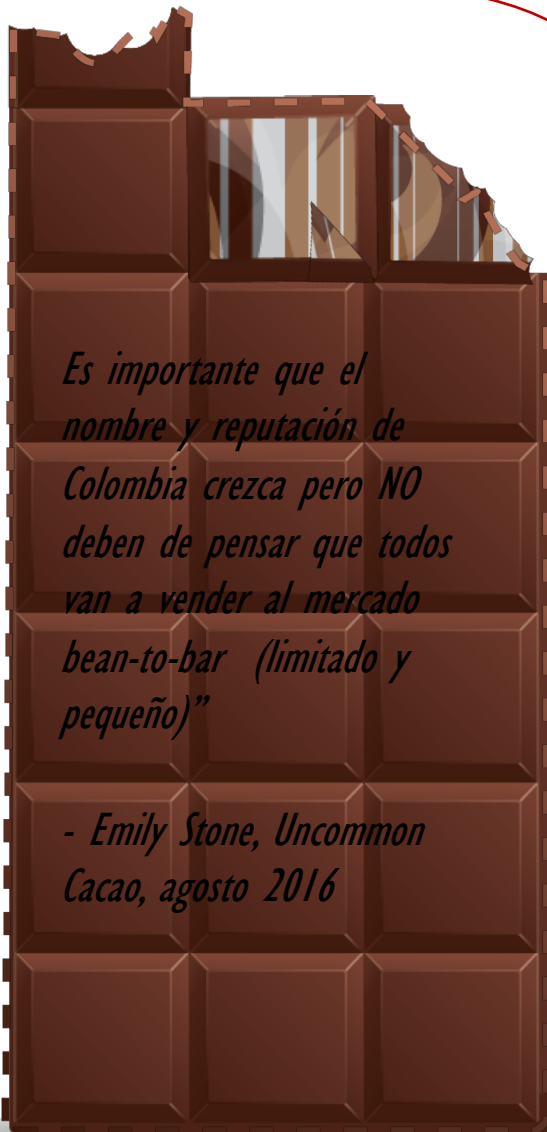 Es importante que el
nombre y reputación de
Colombia crezca pero NO
deben de pensar que todos
van a vender al mercado
bean-to-bar (limitado y
pequeño)”
- Emily Stone, Uncommon
Cacao, agosto 2016